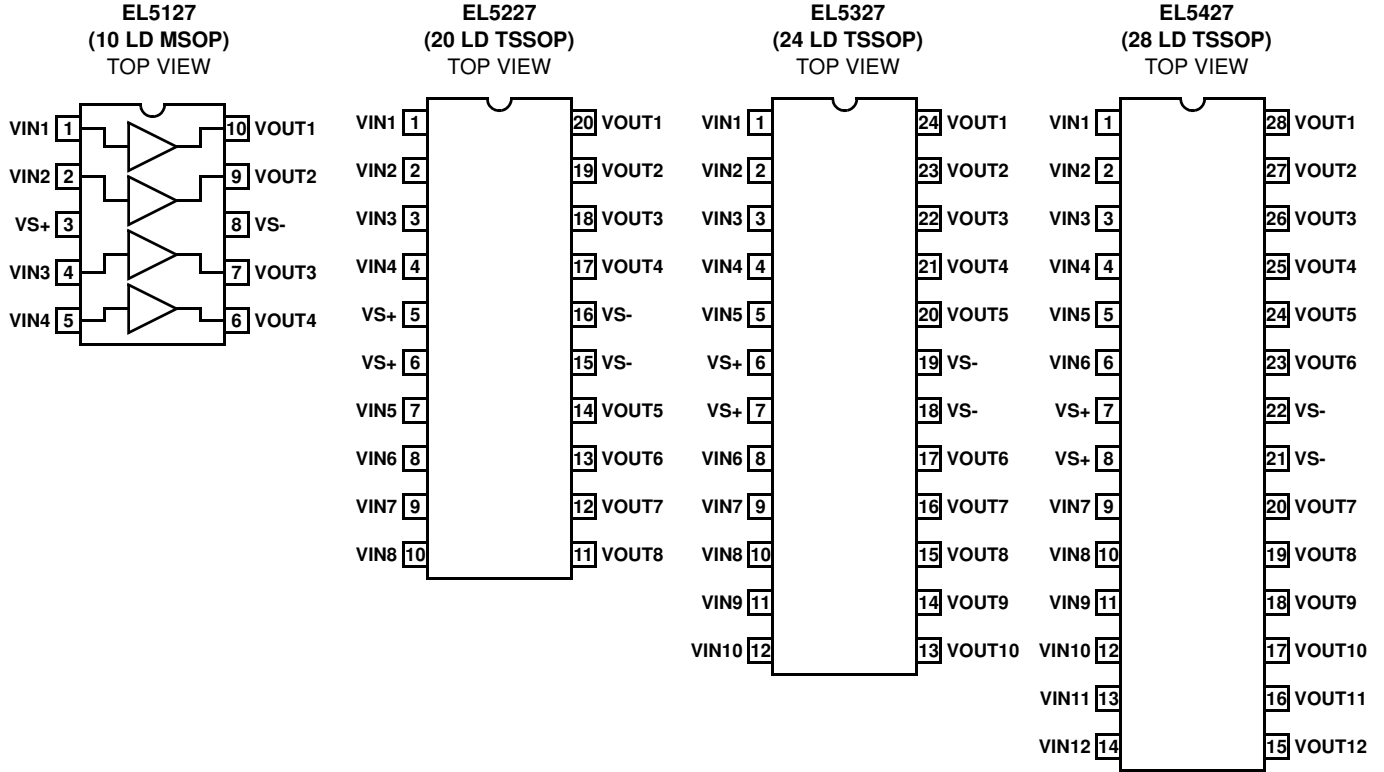 EL5127
(10 LD MSOP)
TOP VIEW
VIN1 1 10 VOUT1
VIN2 2 9 VOUT2
VS+ 3 8 VS-
VIN3 4 7 VOUT3
VIN4 5 6 VOUT4
EL5227
(20 LD TSSOP)
TOP VIEW
VIN1 1 20 VOUT1
VIN2 2 19 VOUT2
VIN3 3 18 VOUT3
VIN4 4 17 VOUT4
VS+ 5 16 VS-
VS+ 6 15 VS-
VIN5 7 14 VOUT5
VIN6 8 13 VOUT6
VIN7 9 12 VOUT7
VIN8 10 11 VOUT8
EL5327
(24 LD TSSOP)
TOP VIEW
VIN1 1 24 VOUT1
VIN2 2 23 VOUT2
VIN3 3 22 VOUT3
VIN4 4 21 VOUT4
VIN5 5 20 VOUT5
VS+ 6 19 VS-
VS+ 7 18 VS-
VIN6 8 17 VOUT6
VIN7 9 16 VOUT7
VIN8 10 15 VOUT8
VIN9 11 14 VOUT9
VIN10 12 13 VOUT10
EL5427
(28 LD TSSOP)
TOP VIEW
VIN1 1 28 VOUT1
VIN2 2 27 VOUT2
VIN3 3 26 VOUT3
VIN4 4 25 VOUT4
VIN5 5 24 VOUT5
VIN6 6 23 VOUT6
VS+ 7 22 VS-
VS+ 8 21 VS-
VIN7 9 20 VOUT7
VIN8 10 19 VOUT8
VIN9 11 18 VOUT9
VIN10 12 17 VOUT10
VIN11 13 16 VOUT11
VIN12 14 15 VOUT12